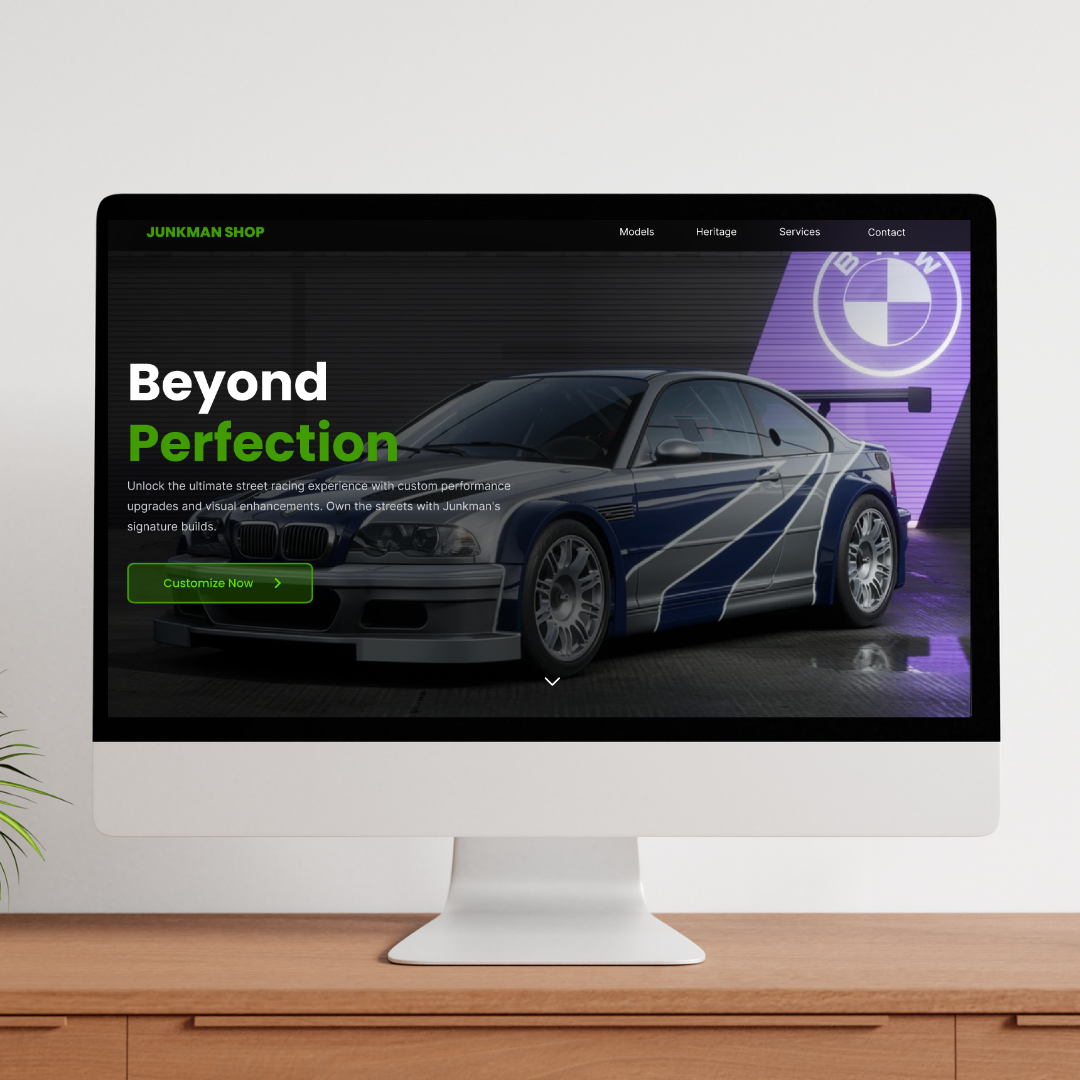 JUNKMAN SHOP
Models Heritage Services Contact
BMW
Beyond
Perfection
Unlock the ultimate street racing experience with custom performance
upgrades and visual enhancements. Own the streets with Junkman's
signature builds.
Customize Now